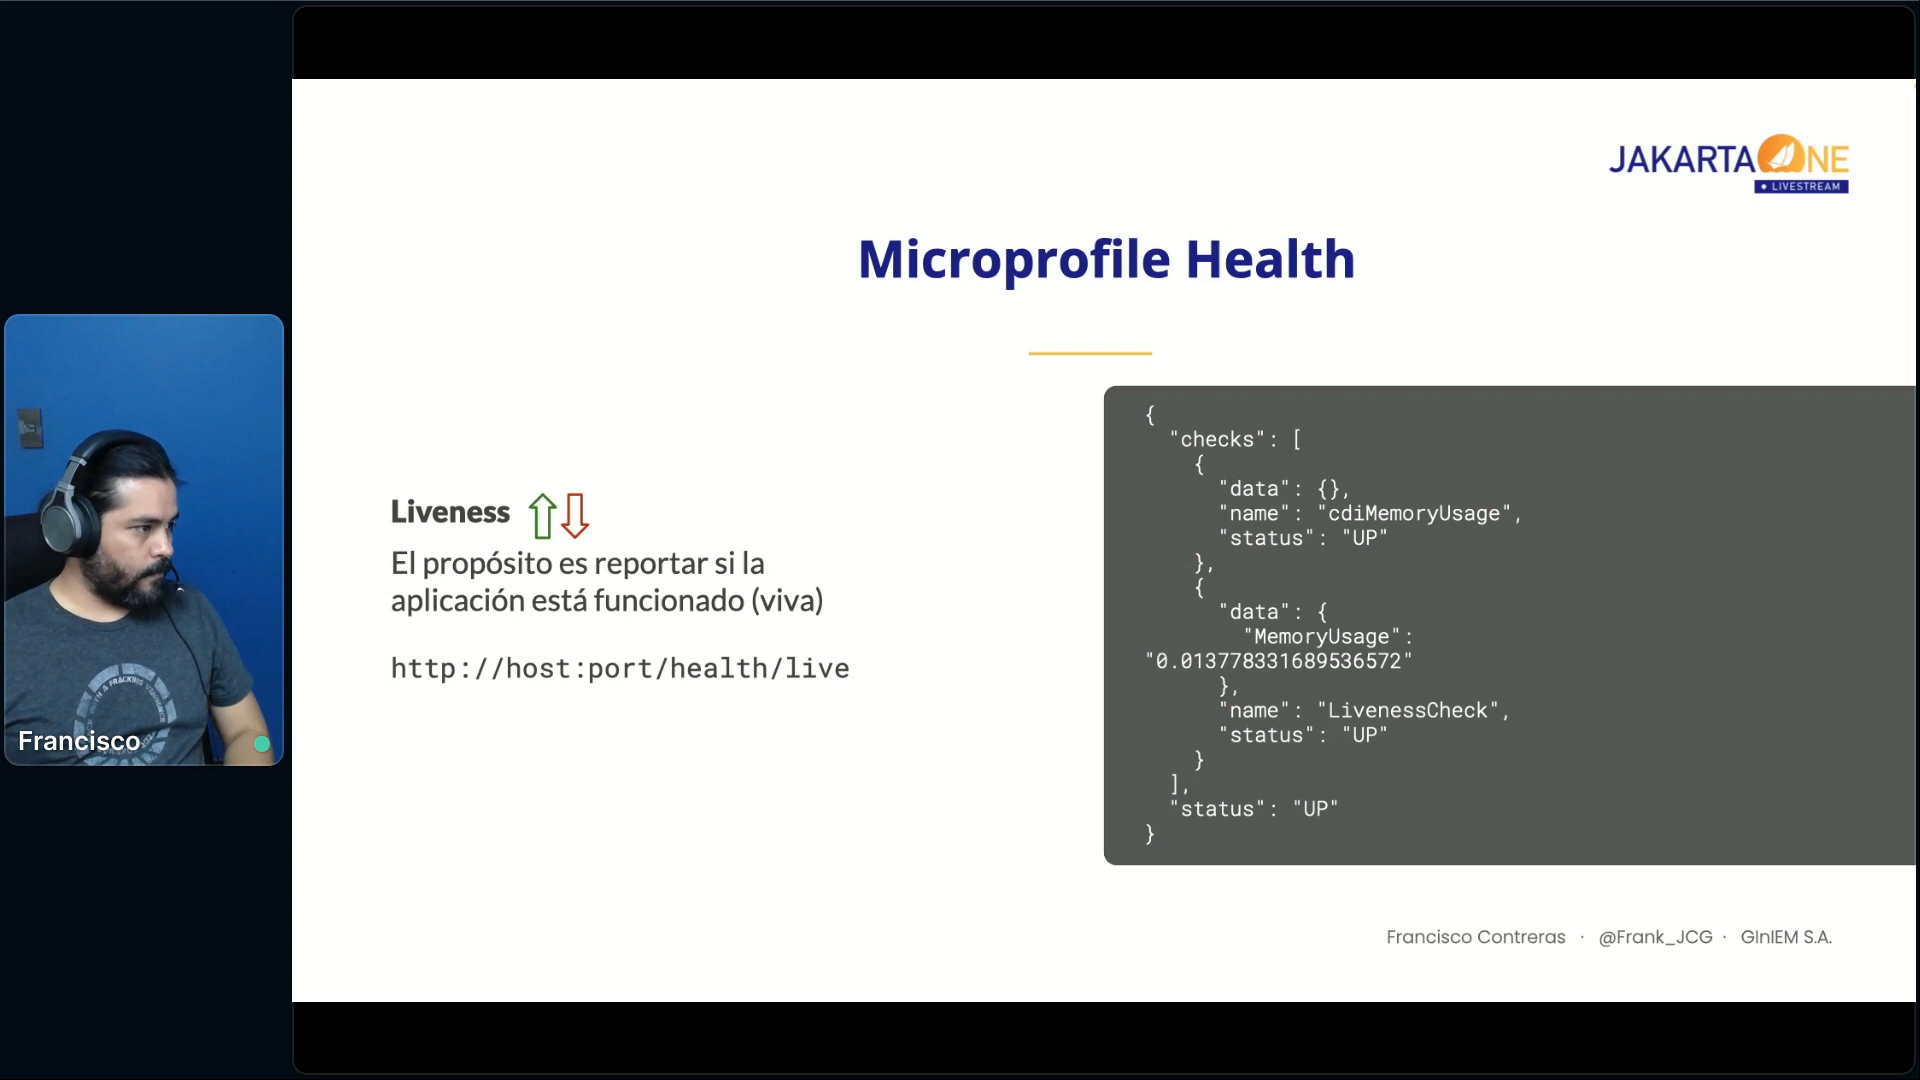 JAKARTAONE
LIVESTREAM
Microprofile Health
Liveness
El propósito es reportar si la
aplicación está funcionado (viva)
http://host:port/health/live
{
"checks": [
{
"data": {},
"name": "cdiMemoryUsage",
"status": "UP"
},
{
"data": {
"MemoryUsage":
"0.013778331689536572"
},
"name": "LivenessCheck",
"status": "UP"
}
],
"status": "UP"
}
Francisco
Francisco Contreras · @Frank_JCG · GInIEM S.A.